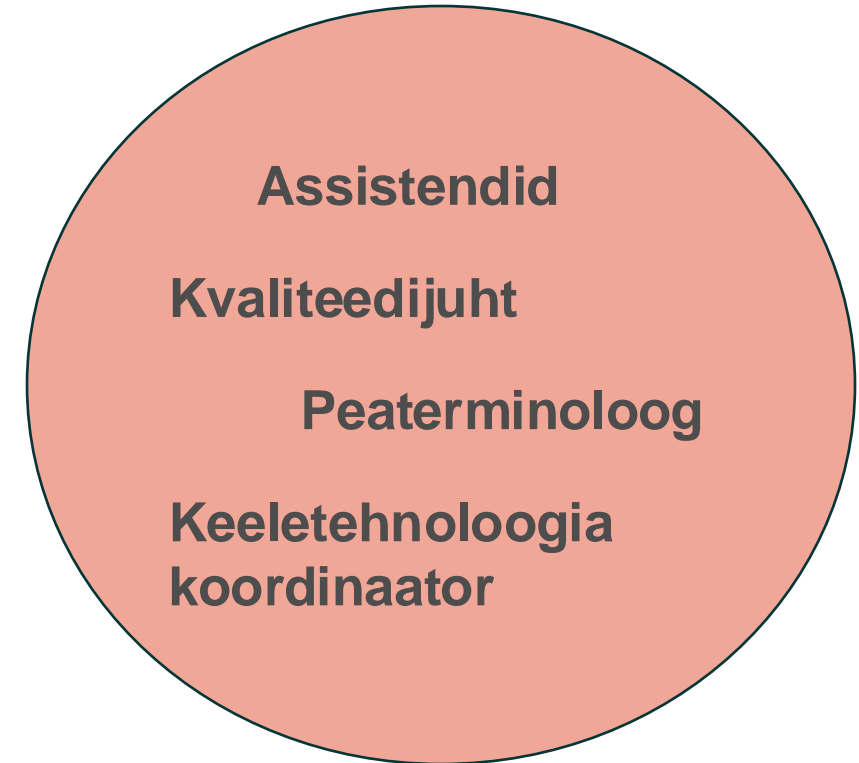 Assistendid
Kvaliteedijuht
Peaterminoloog
Keeletehnoloogia
koordinaator